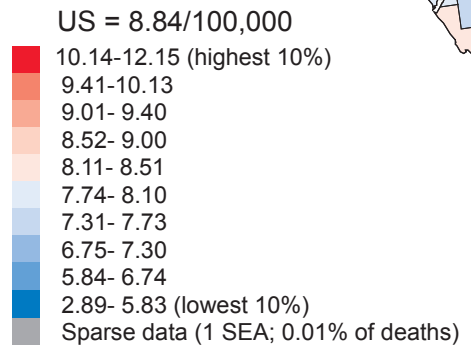 US = 8.84/100,000
10.14-12.15 (highest 10%)
9.41-10.13
9.01- 9.40
8.52- 9.00
8.11- 8.51
7.74- 8.10
7.31- 7.73
6.75- 7.30
5.84- 6.74
2.89- 5.83 (lowest 10%)
Sparse data (1 SEA; 0.01% of deaths)